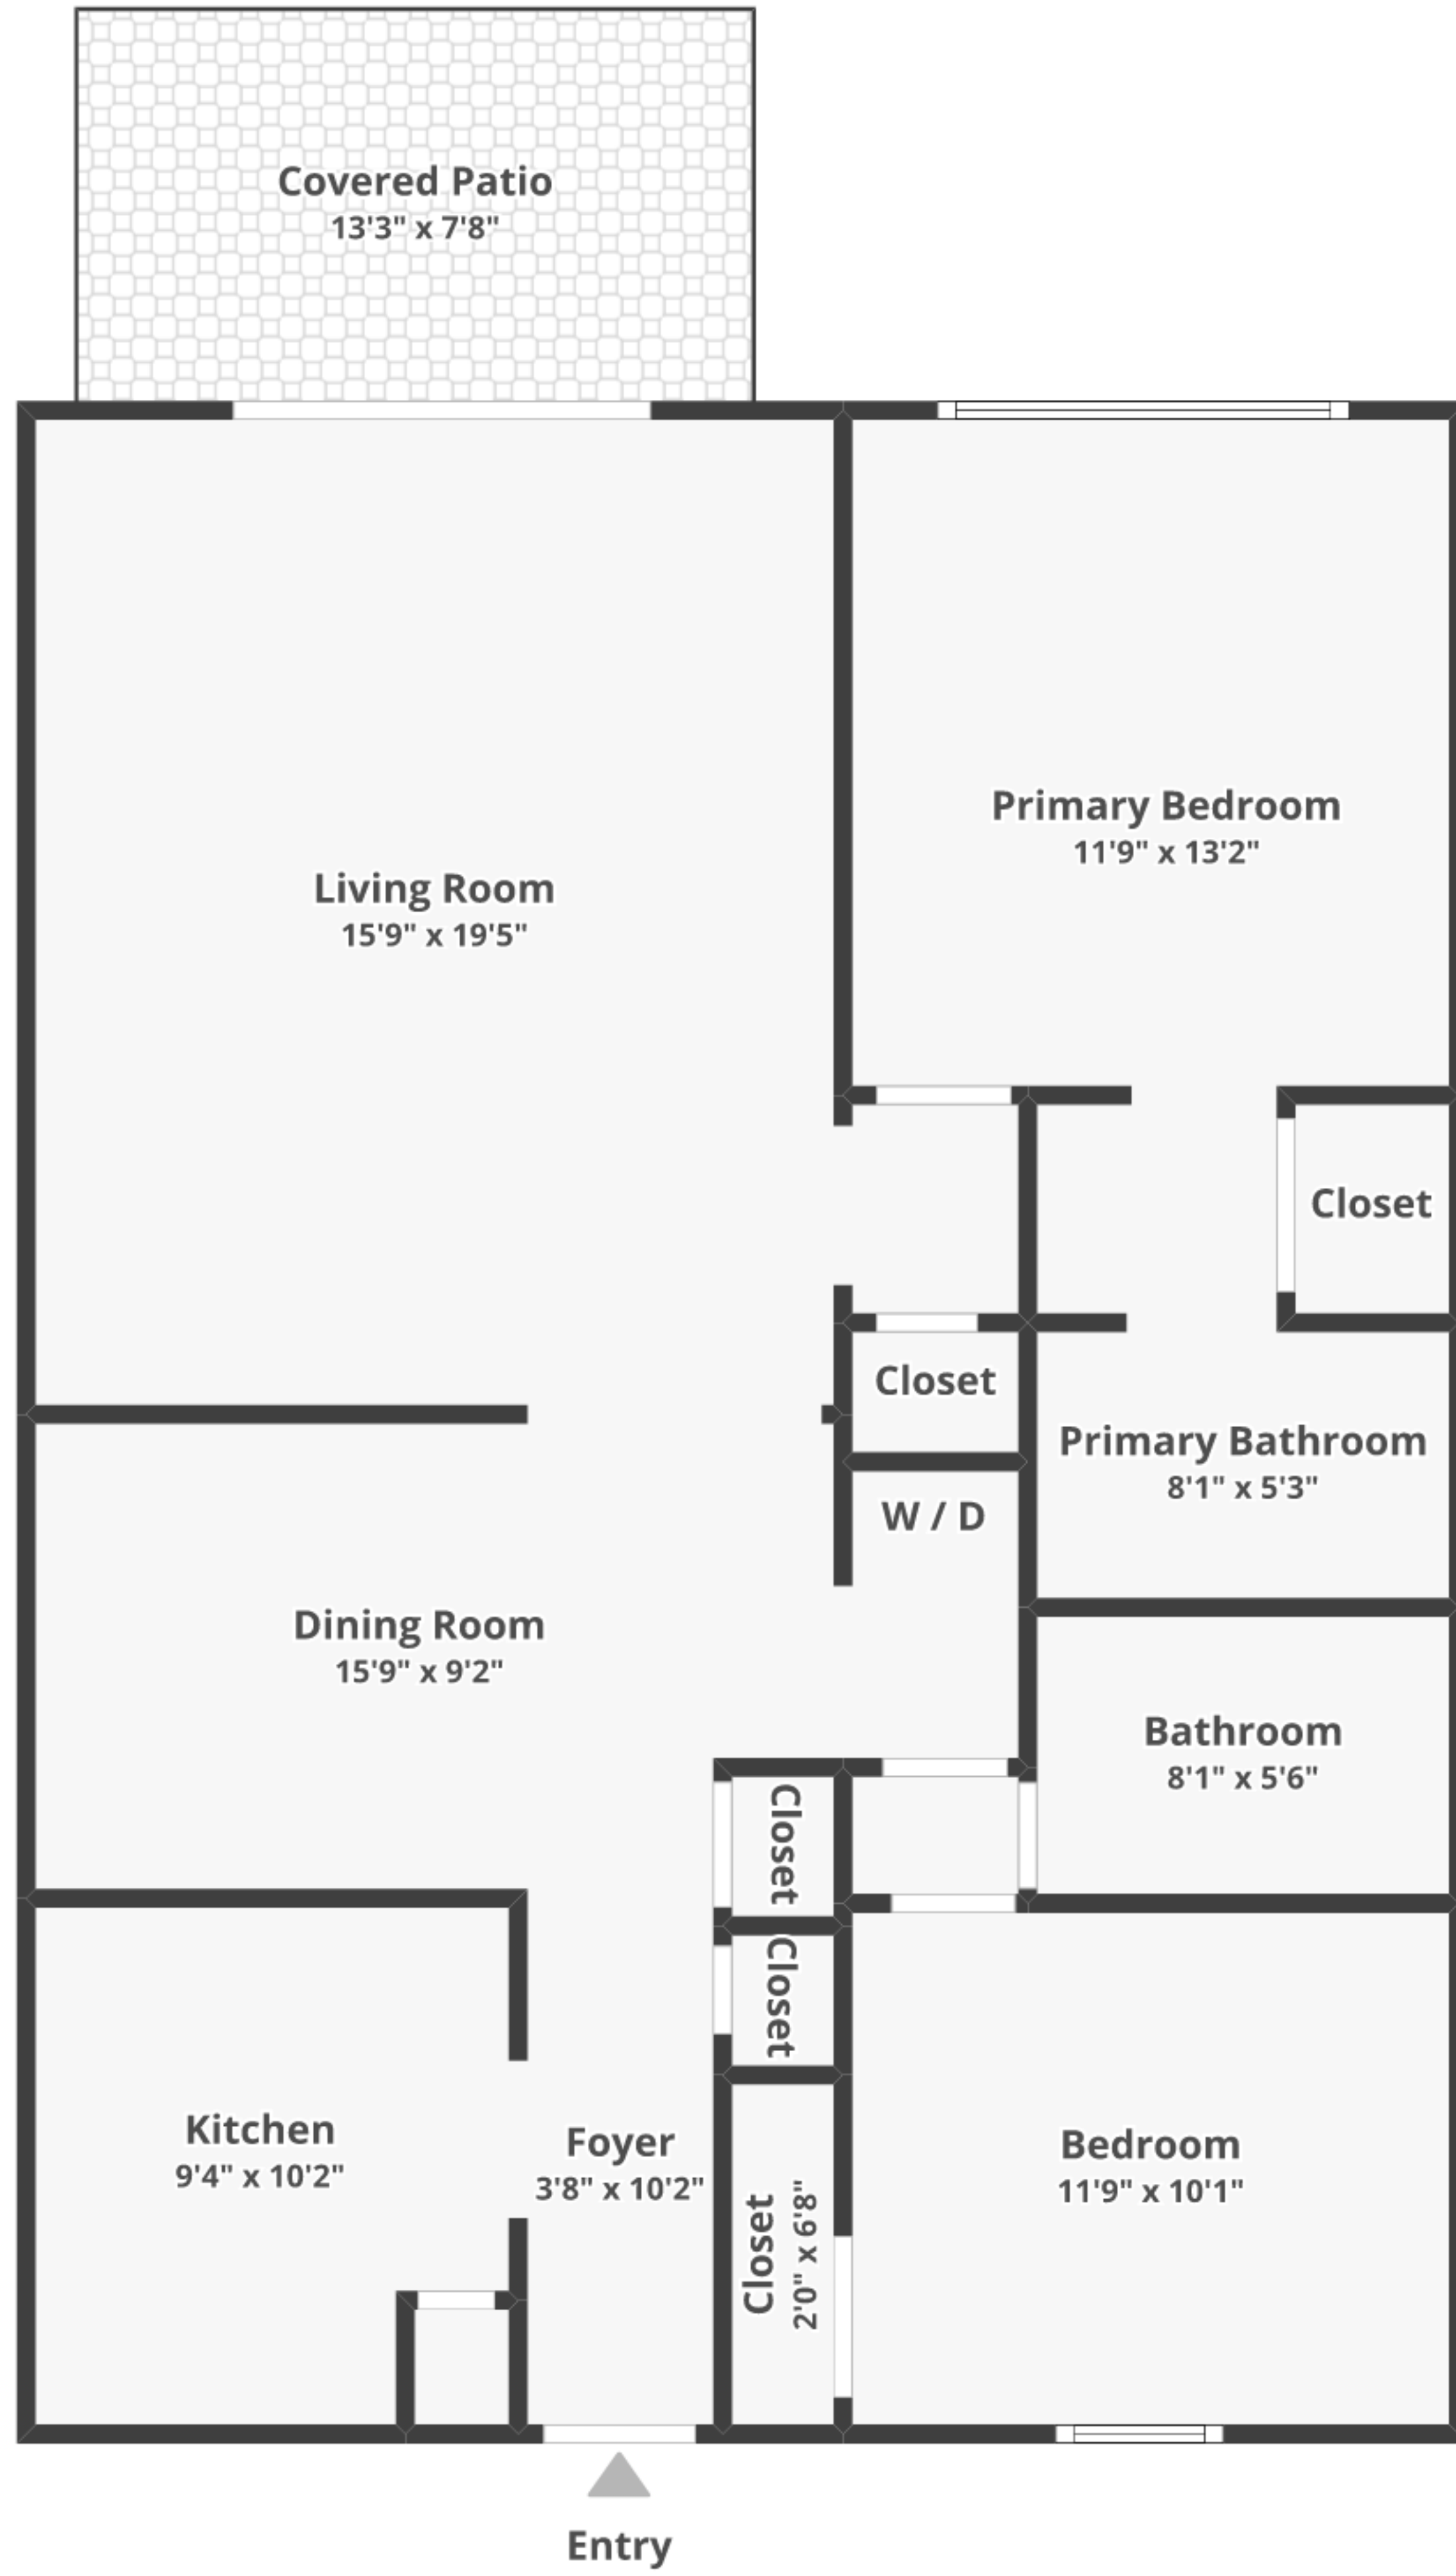 Covered Patio
13'3" x 7'8"
Primary Bedroom
11'9" x 13'2"
Living Room
15'9" x 19'5"
Closet
Closet
Primary Bathroom
8'1" x 5'3"
W / D
Dining Room
15'9" x 9'2"
Bathroom
8'1" x 5'6"
Closet
Closet
Kitchen
9'4" x 10'2"
Foyer
3'8" x 10'2"
Closet
2'0" x 6'8"
Bedroom
11'9" x 10'1"
Entry